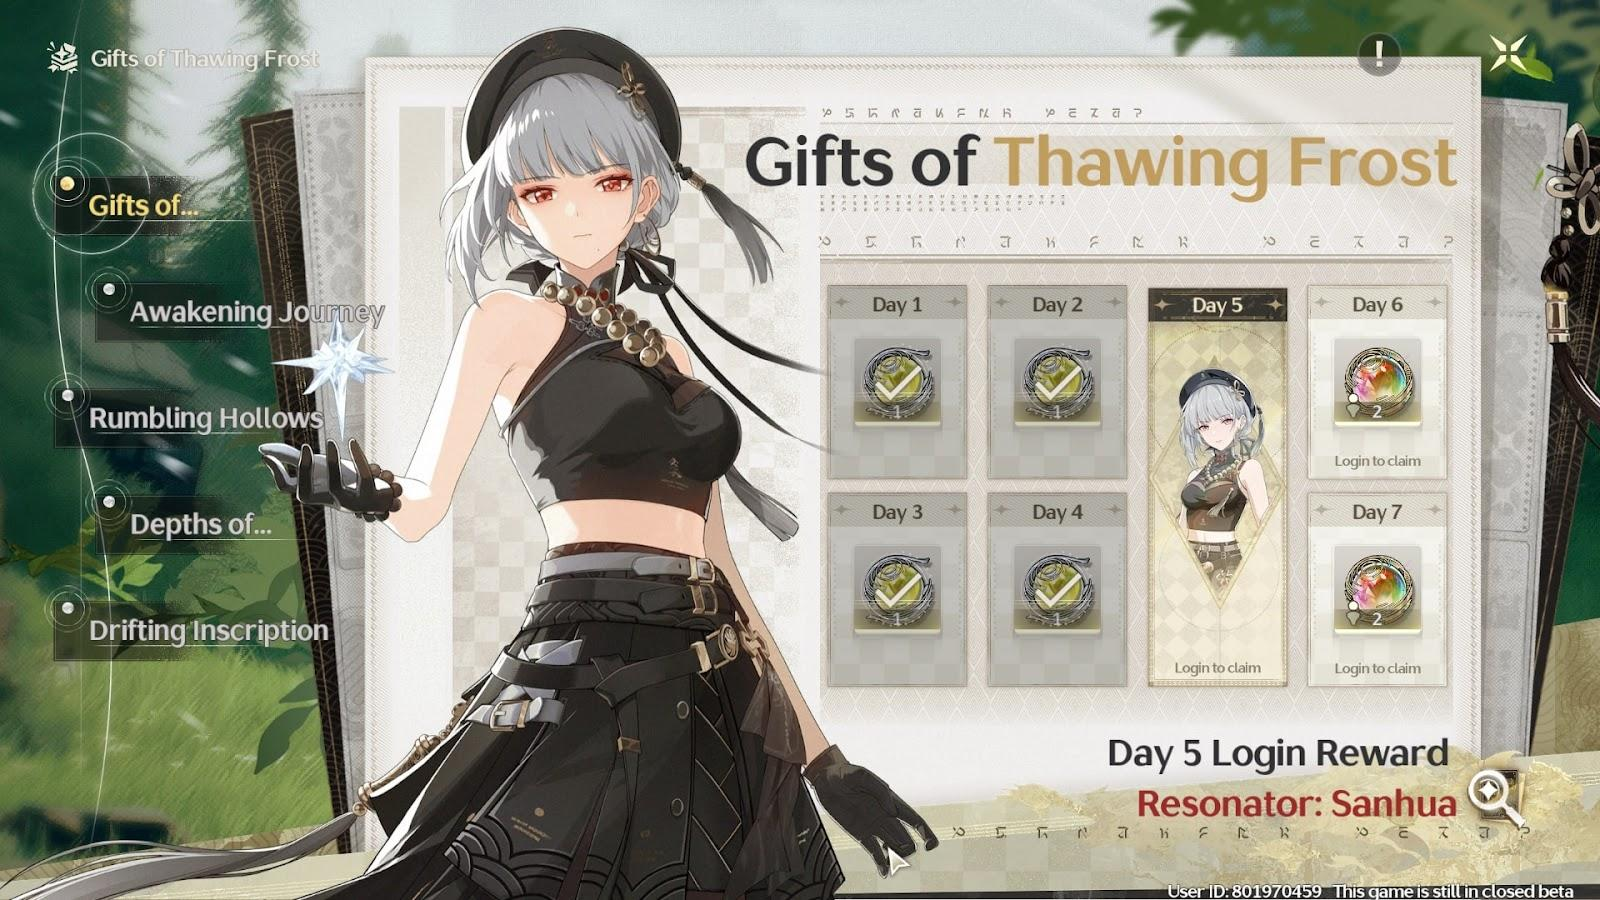 Gifts of Thawing Frost
Gifts of...
Awakening Journey
Rumbling Hollows
Depths of...
Drifting Inscription
Gifts of Thawing Frost
Day 1
1
Day 2
1
Day 3
1
Day 4
1
Day 5
Login to claim
Day 6
2
Login to claim
Day 7
2
Login to claim
Day 5 Login Reward
Resonator: Sanhua
User ID: 801970459 This game is still in closed beta